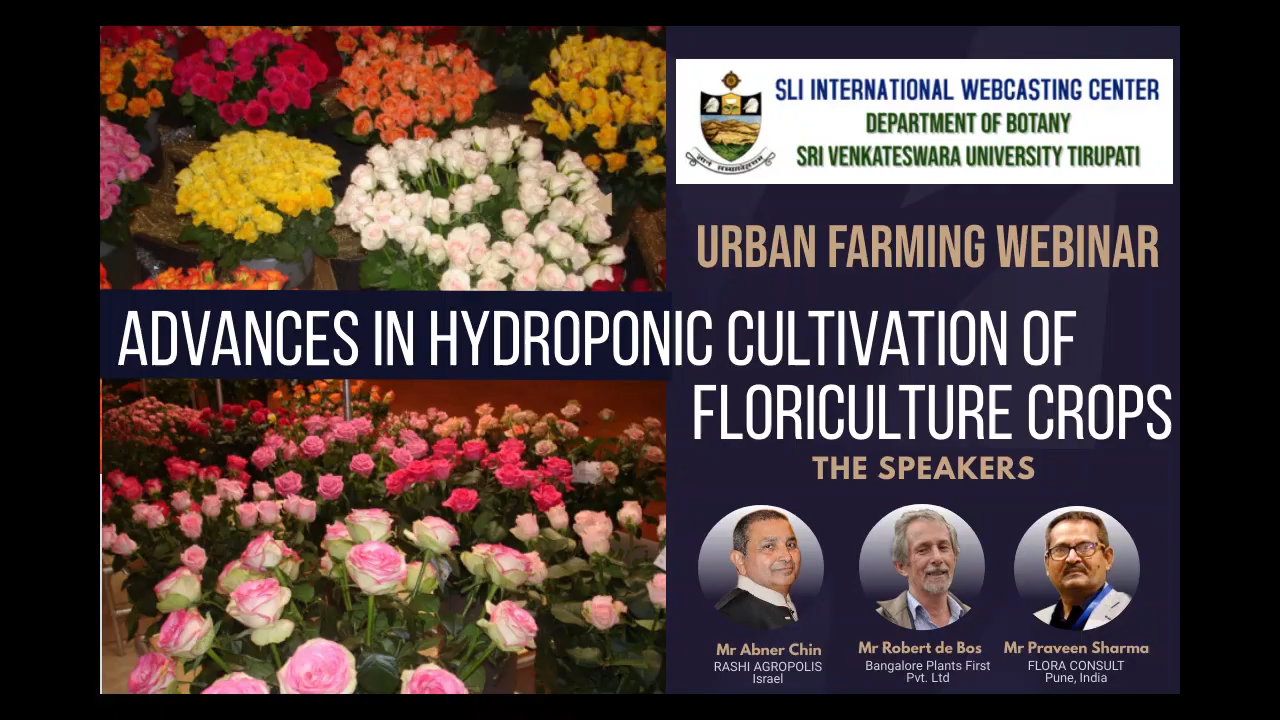 SLI INTERNATIONAL WEBCASTING CENTER
DEPARTMENT OF BOTANY
SRI VENKATESWARA UNIVERSITY TIRUPATI
URBAN FARMING WEBINAR
ADVANCES IN HYDROPONIC CULTIVATION OF
FLORICULTURE CROPS
THE SPEAKERS
Mr Abner Chin
RASHI AGROPOLIS
Israel
Mr Robert de Bos
Bangalore Plants First
Pvt. Ltd
Mr Praveen Sharma
FLORA CONSULT
Pune, India